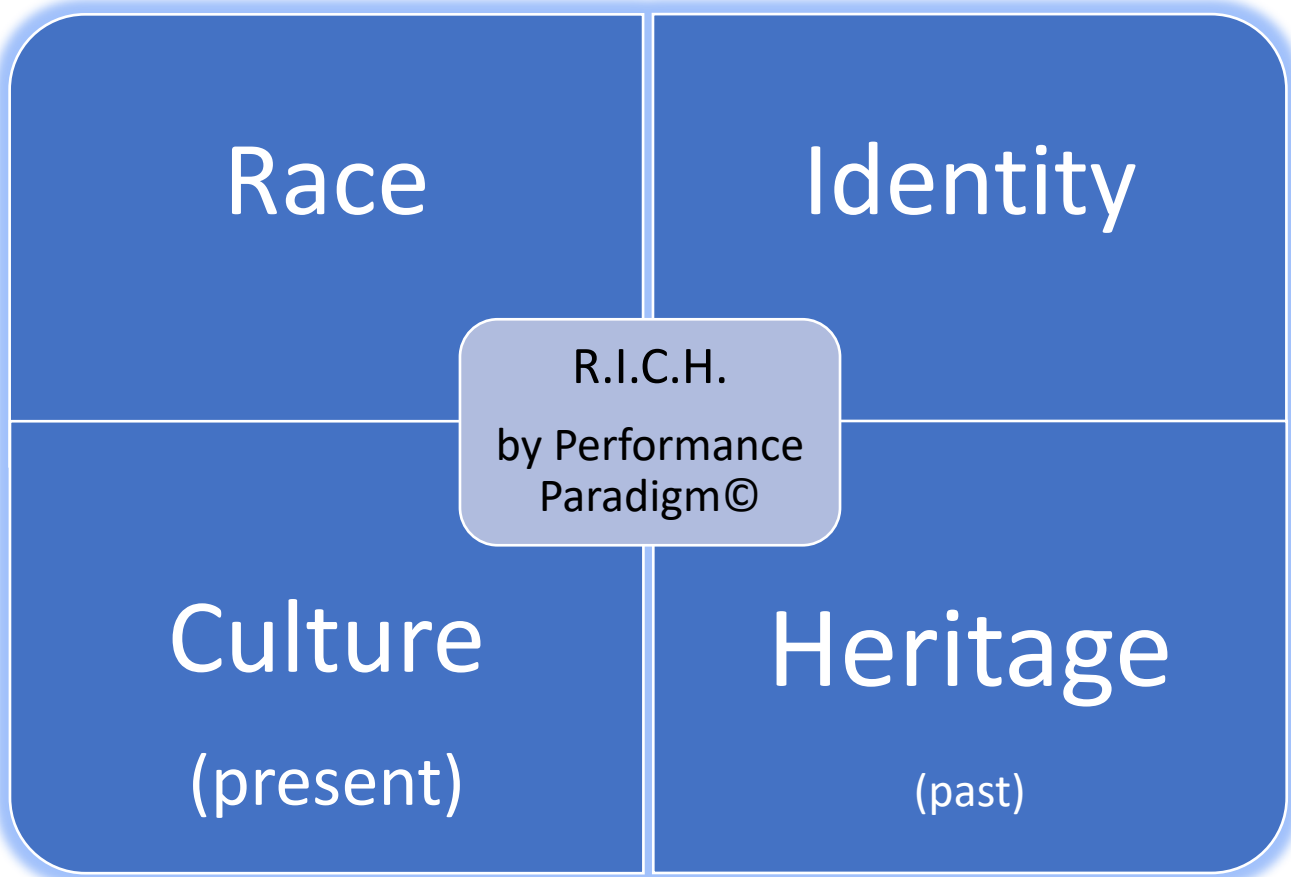 Race
Identity
R.I.C.H.
by Performance
Paradigm©
Culture
(present)
Heritage
(past)